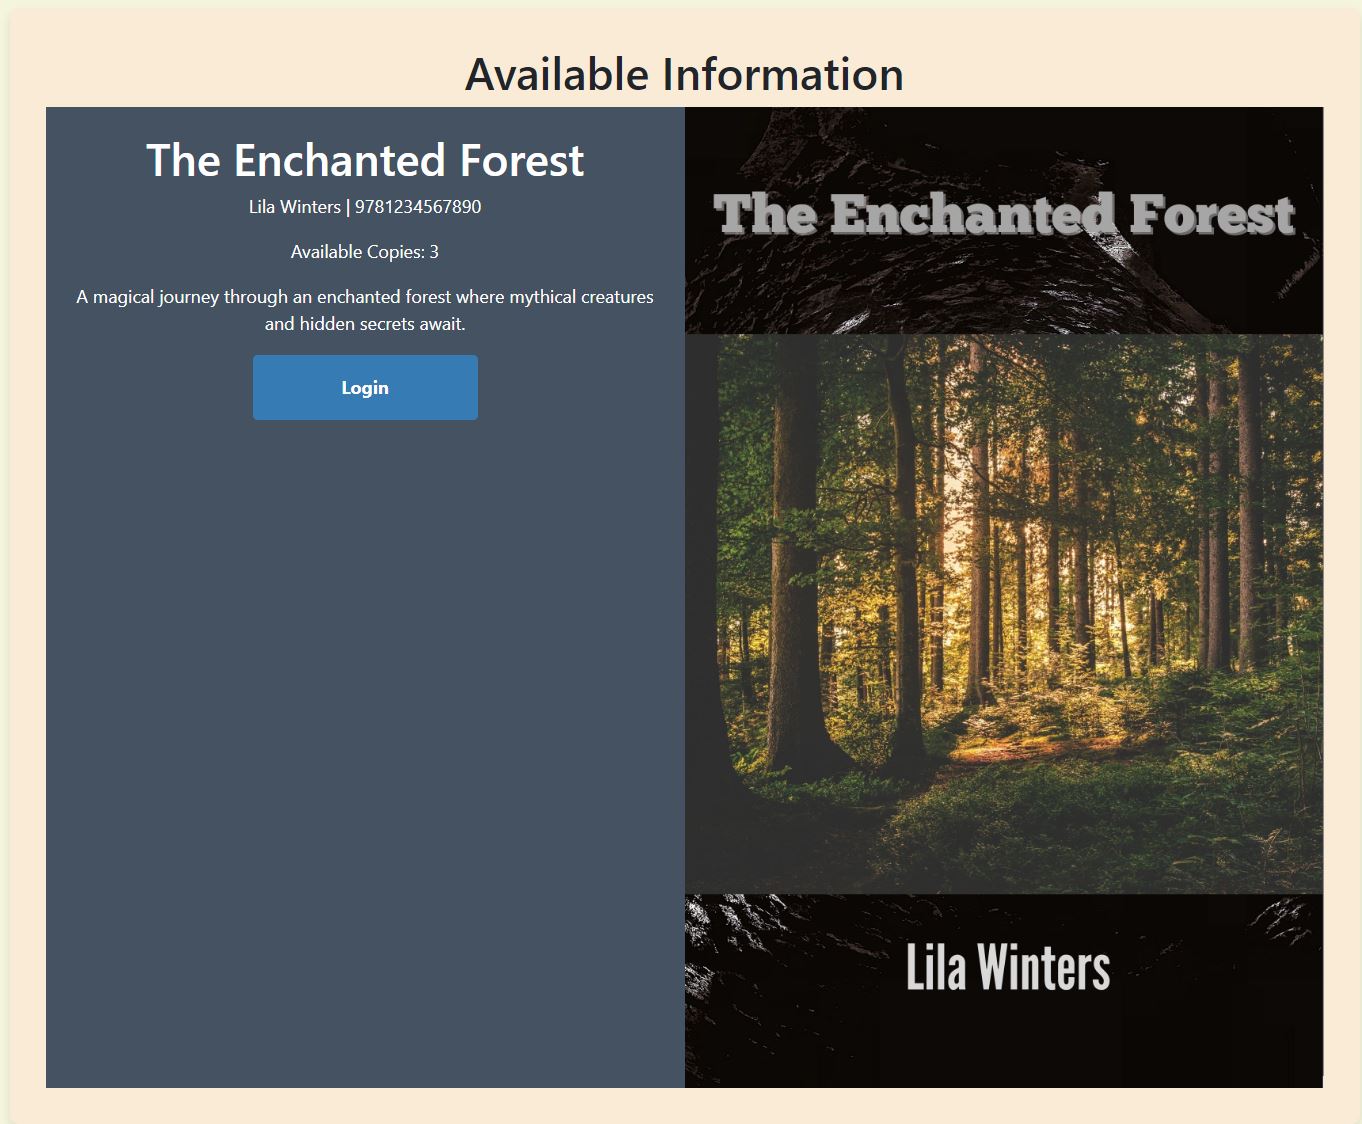 Available Information
The Enchanted Forest
Lila Winters | 9781234567890
Available Copies: 3
A magical journey through an enchanted forest where mythical creatures
and hidden secrets await.
Login
The Enchanted Forest
Lila Winters